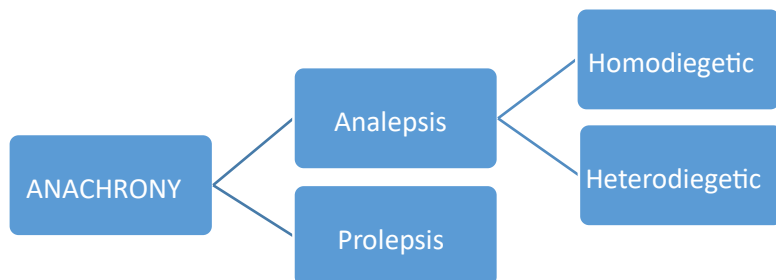 Homodiegetic
Analepsis
ANACHRONY
Heterodiegetic
Prolepsis